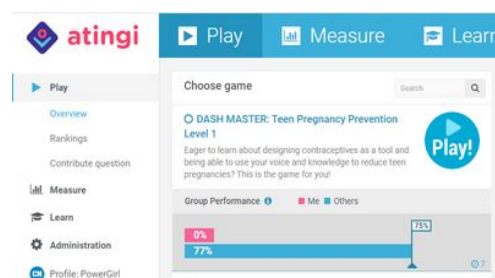 atingi
Play
Measure
Learn
Play
Overview
Rankings
Contribute question
Measure
Learn
Administration
CH Profile: PowerGirl
Choose game
Search
DASH MASTER: Teen Pregnancy Prevention
Level 1
Eager to learn about designing contraceptives as a tool and
being able to use your voice and knowledge to reduce teen
pregnancies? This is the game for you!
Play!
Group Performance Me Others
75%
0%
77%
7